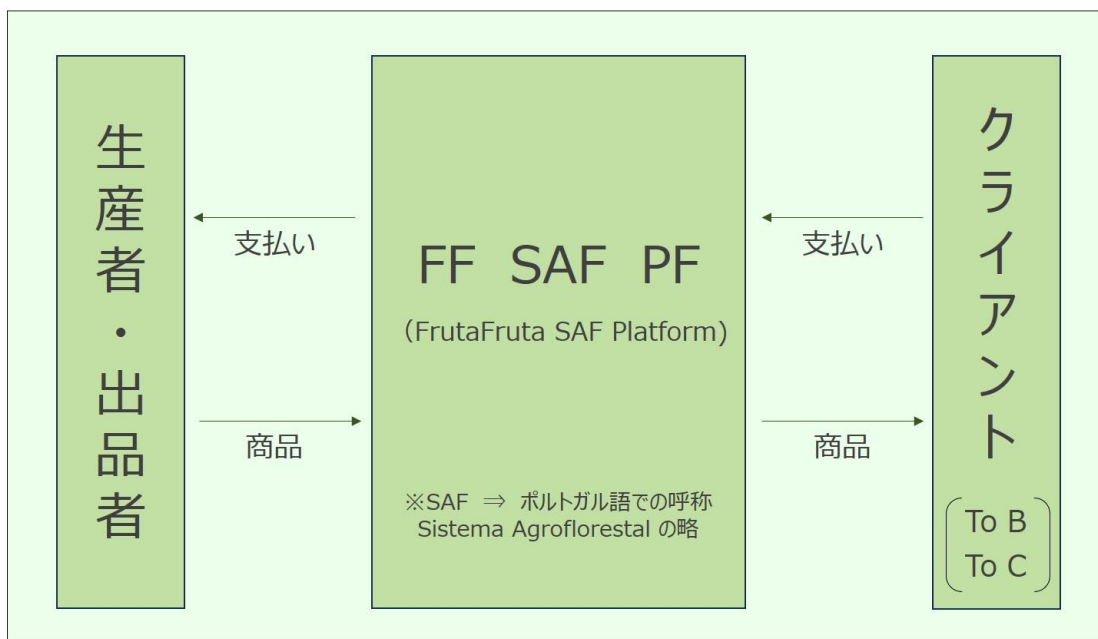 生産者・出品者
支払い
商品
FF SAF PF
（FrutaFruta SAF Platform)
※SAF ⇒ ポルトガル語での呼称
Sistema Agroflorestal の略
支払い
商品
クライアント
To B
To C